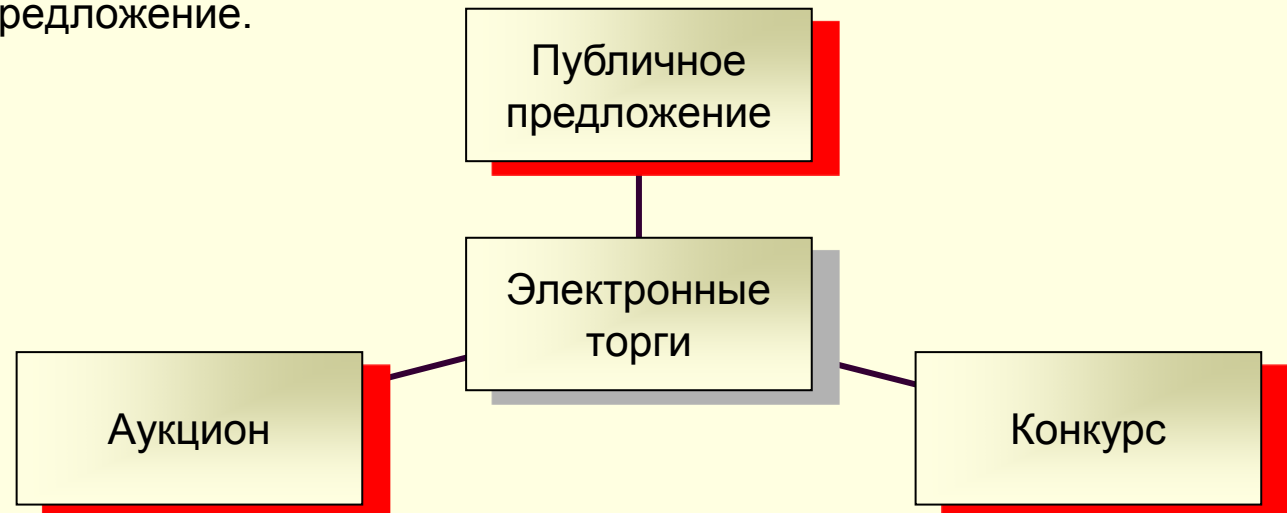 редложение.
Публичное
предложение
Электронные
торги
Аукцион
Конкурс